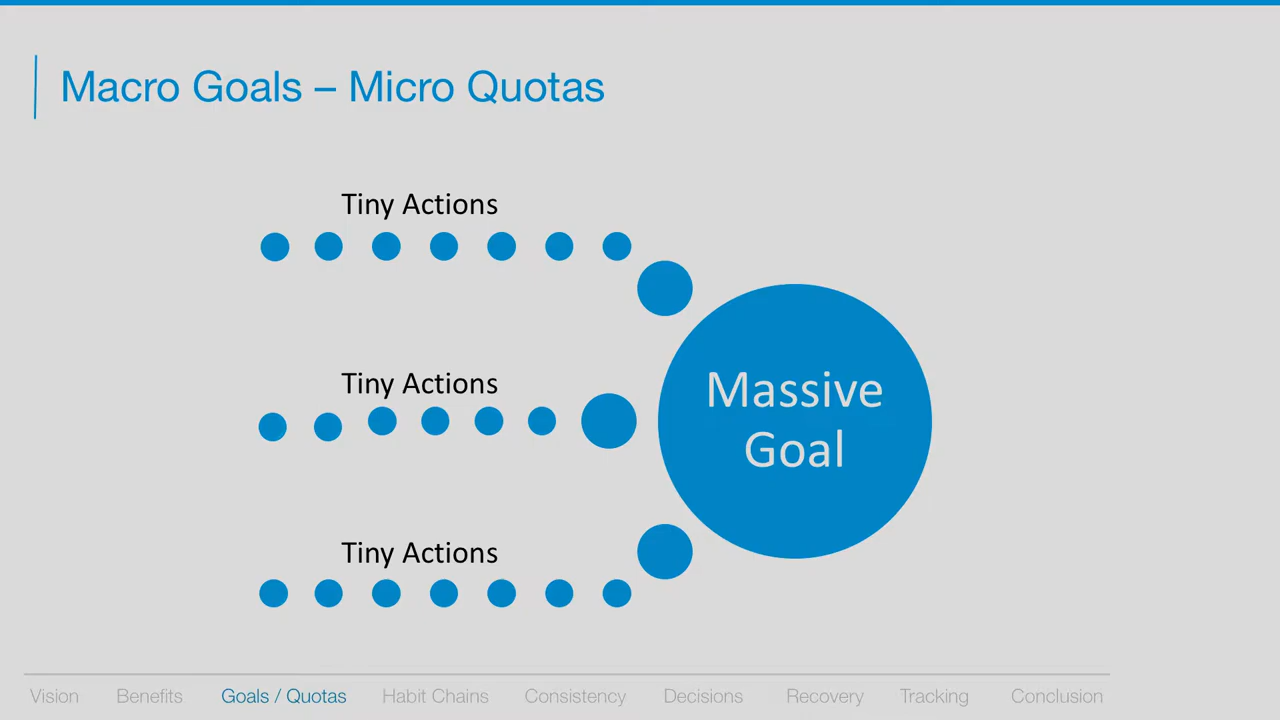 Macro Goals – Micro Quotas
Tiny Actions
Tiny Actions
Massive
Goal
Tiny Actions
Vision Benefits Goals / Quotas Habit Chains Consistency Decisions Recovery Tracking Conclusion